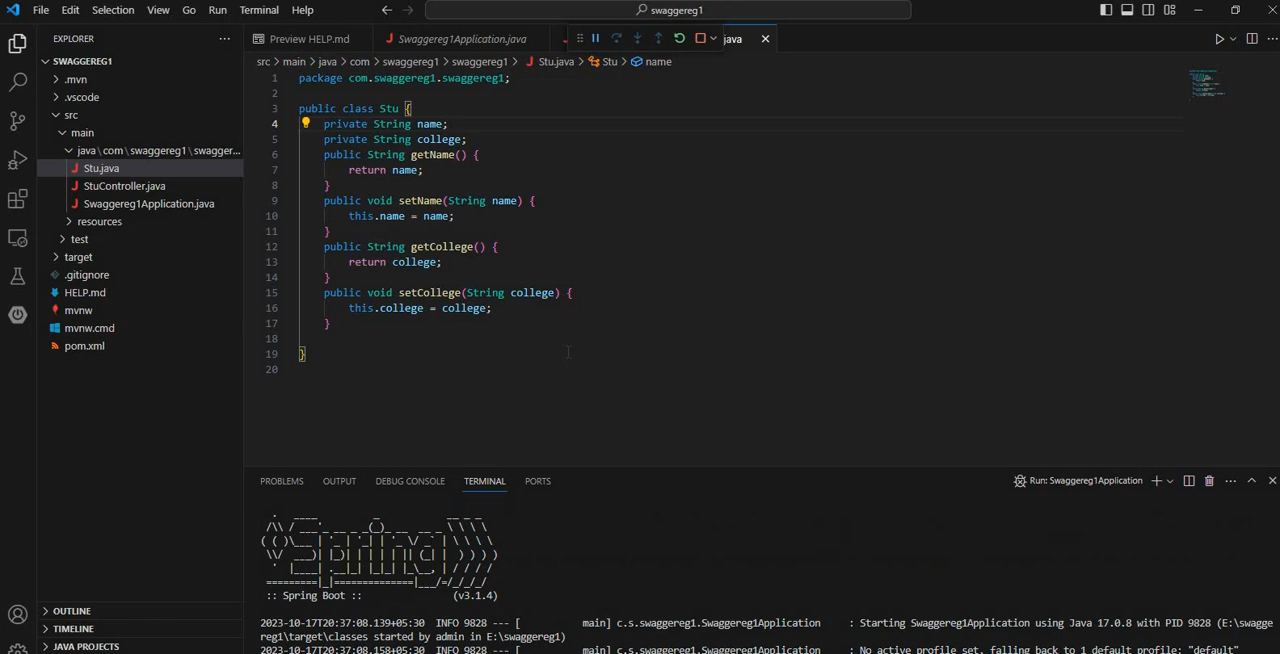 File Edit Selection View Go Run Terminal Help
swaggereg1
EXPLORER
SWAGGEREG1
.mvn
.vscode
src
main
java\com\swaggereg1\swagger...
Stu.java
StuController.java
Swaggereg1Application.java
resources
test
target
.gitignore
HELP.md
mvnw
mvnw.cmd
pom.xml
OUTLINE
TIMELINE
JAVA PROJECTS
Preview HELP.md
Swaggereg1Application.java
java
src > main > java > com > swaggereg1 > swaggereg1 > Stu.java > Stu > name
1 package com.swaggereg1.swaggereg1;
2
3 public class Stu {
4 private String name;
5 private String college;
6 public String getName() {
7 return name;
8 }
9 public void setName(String name) {
10 this.name = name;
11 }
12 public String getCollege() {
13 return college;
14 }
15 public void setCollege(String college) {
16 this.college = college;
17 }
18
19 }
20
PROBLEMS OUTPUT DEBUG CONSOLE TERMINAL PORTS
Run: Swaggereg1Application
Spring
:: Spring Boot :: (v3.1.4)
2023-10-17T20:37:08.139+05:30 INFO 9828 --- [ main] c.s.swaggereg1.Swaggereg1Application : Starting Swaggereg1Application using Java 17.0.8 with PID 9828 (E:\swagge
reg1\target\classes started by admin in E:\swaggereg1)
2023-10-17T20:37:08.158+05:30 INFO 9828 --- [ main] c.s.swaggereg1.Swaggereg1Application : No active profile set, falling back to 1 default profile: "default"